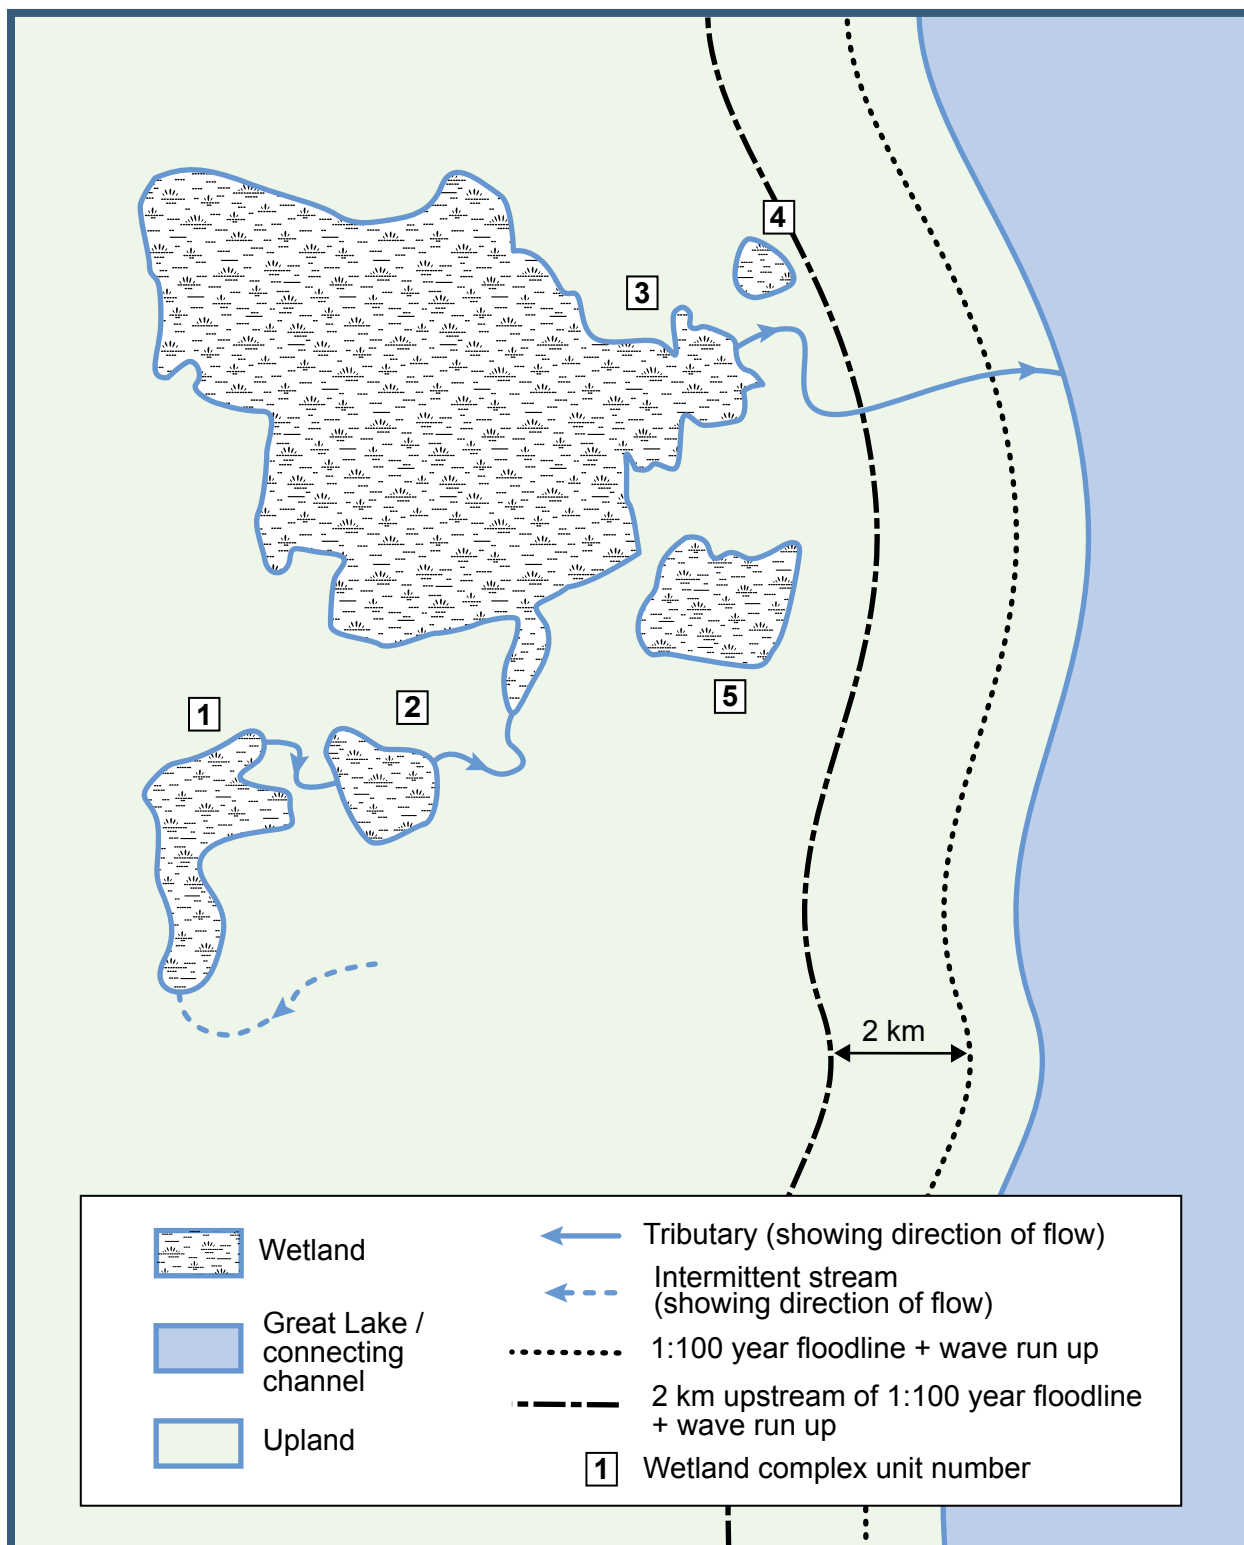 4
3
5
2
1
2 km
Wetland
Great Lake /
connecting
channel
Upland
Tributary (showing direction of flow)
Intermittent stream
(showing direction of flow)
1:100 year floodline + wave run up
2 km upstream of 1:100 year floodline
+ wave run up
1 Wetland complex unit number